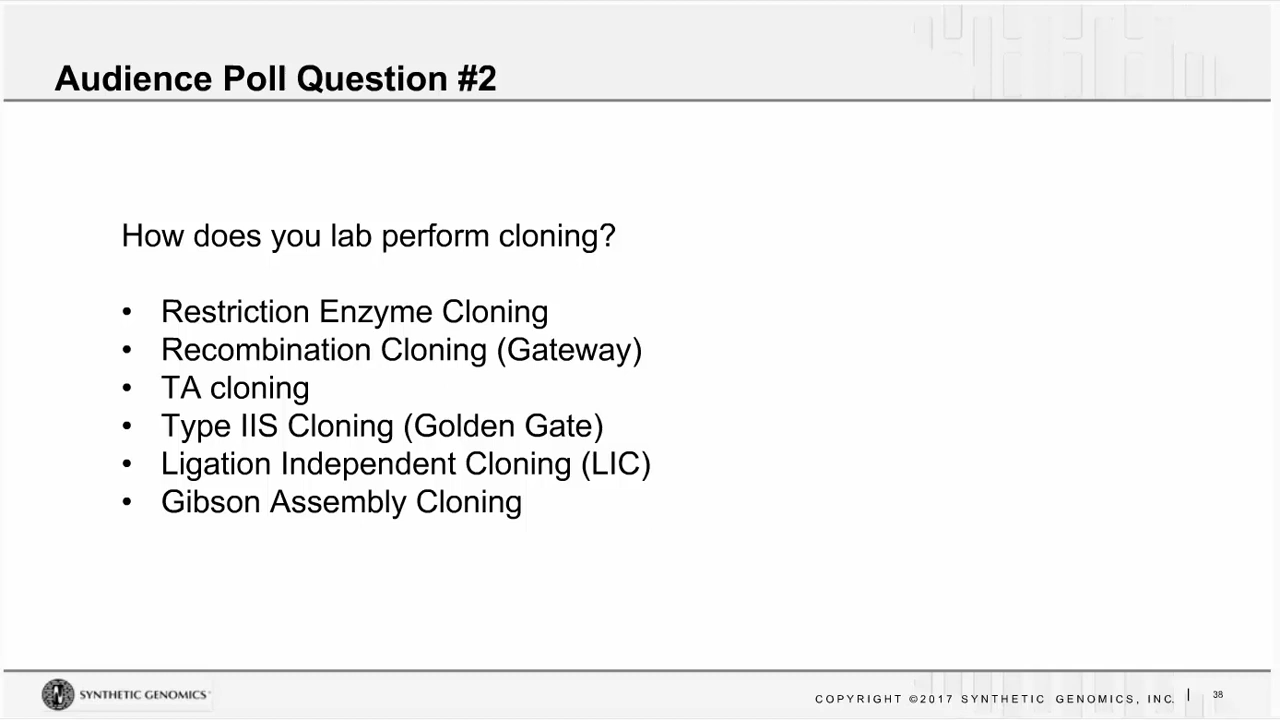 Audience Poll Question #2
How does you lab perform cloning?
• Restriction Enzyme Cloning
• Recombination Cloning (Gateway)
• TA cloning
• Type IIS Cloning (Golden Gate)
• Ligation Independent Cloning (LIC)
• Gibson Assembly Cloning
SYNTHETIC GENOMICS
COPYRIGHT ©2017 SYNTHETIC GENOMICS, INC. | 38